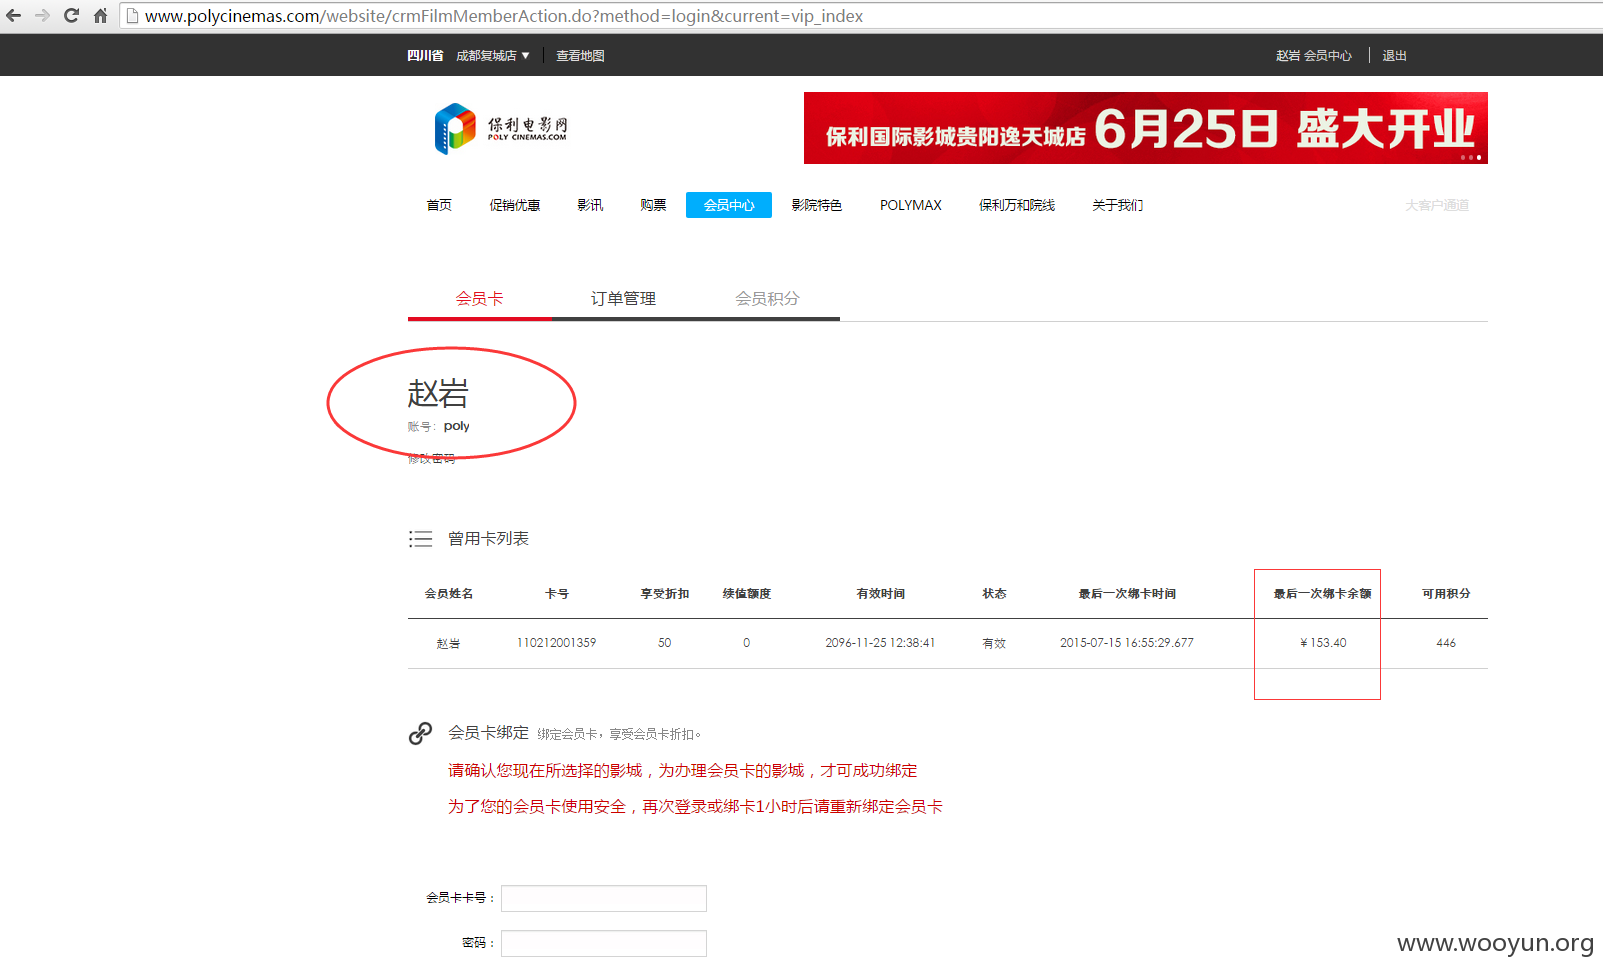 www.polycinemas.com/website/crmFilmMemberAction.do?method=login&current=vip_index
四川省 成都复城店 ▼ 查看地图 赵岩 会员中心 退出
保利电影网
POLY CINEMAS.COM
保利国际影城贵阳逸天城店 6月25日 盛大开业
首页 促销优惠 影讯 购票 会员中心 影院特色 POLYMAX 保利万和院线 关于我们 大客户通道
会员卡 订单管理 会员积分
赵岩
账号：poly
修改密码
曾用卡列表
会员姓名 卡号 享受折扣 续值额度 有效时间 状态 最后一次绑卡时间 最后一次绑卡余额 可用积分
赵岩 110212001359 50 0 2096-11-25 12:38:41 有效 2015-07-15 16:55:29.677 ¥ 153.40 446
会员卡绑定 绑定会员卡，享受会员卡折扣。
请确认您现在所选择的影城，为办理会员卡的影城，才可成功绑定
为了您的会员卡使用安全，再次登录或绑卡1小时后请重新绑定会员卡
会员卡卡号：
密码：
www.wooyun.org